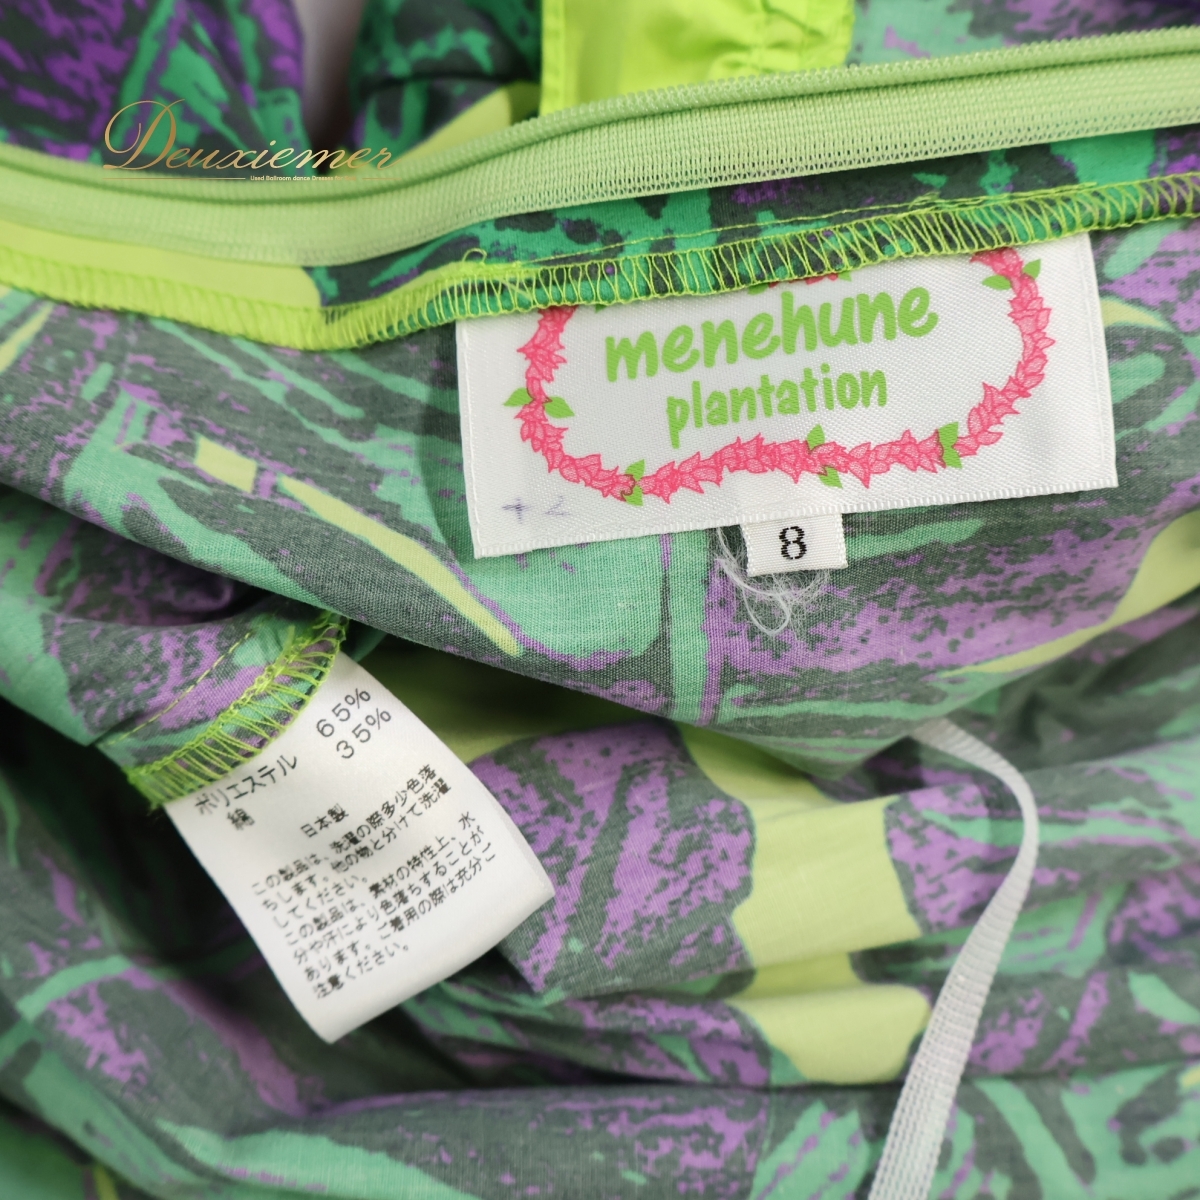 Deuxiemer
Used Ballroom dance Dresses
menehune
plantation
8
ポリエステル 65%
綿 35%
日本製
この製品は、洗濯の際多少色落
ちします。他の物と分けて洗濯
してください。
この製品は、素材の特性上、水
分や汗により色落ちすることが
あります。ご着用の際は充分ご
注意ください。